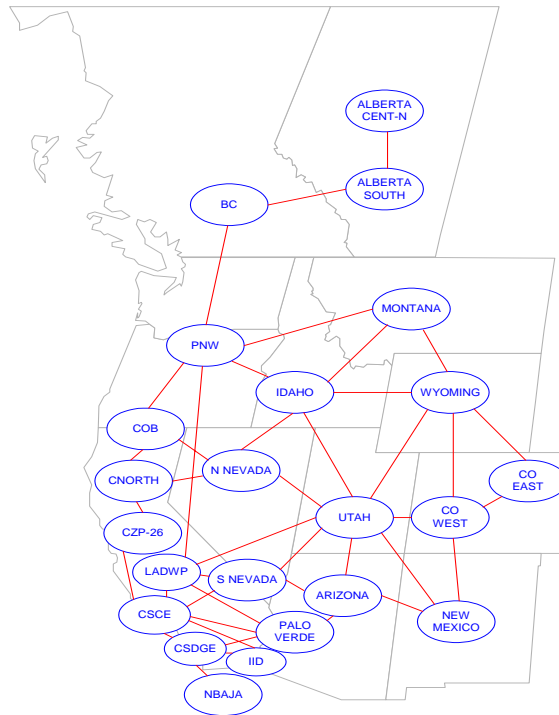 ALBERTA
CENT-N
ALBERTA
SOUTH
BC
MONTANA
PNW
IDAHO
WYOMING
COB
N NEVADA
CNORTH
CO
EAST
UTAH
CO
WEST
CZP-26
LADWP
S NEVADA
ARIZONA
CSCE
NEW
MEXICO
PALO
VERDE
CSDGE
IID
NBAJA